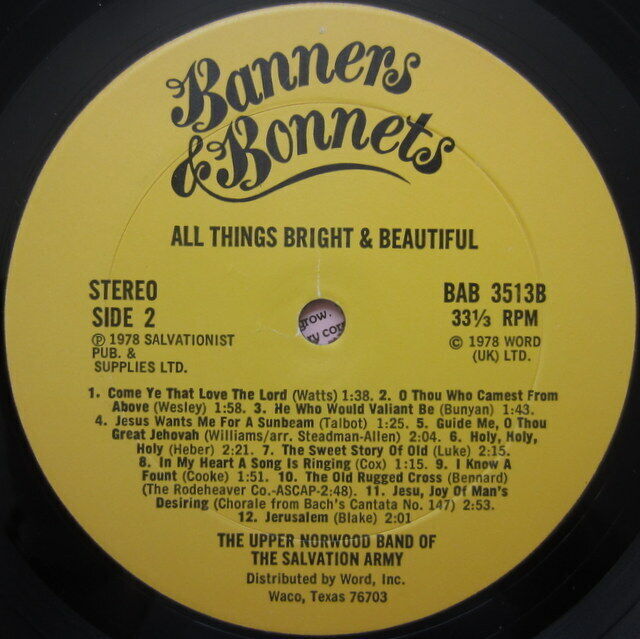 Banners
& Bonnets
ALL THINGS BRIGHT & BEAUTIFUL
STEREO
SIDE 2
℗ 1978 SALVATIONIST
PUB. &
SUPPLIES LTD.
BAB 3513B
33⅓ RPM
© 1978 WORD
(UK) LTD.
grow.
ry con
1. Come Ye That Love The Lord (Watts) 1:38. 2. O Thou Who Camest From
Above (Wesley) 1:58. 3. He Who Would Valiant Be (Bunyan) 1:43.
4. Jesus Wants Me For A Sunbeam (Talbot) 1:25. 5. Guide Me, O Thou
Great Jehovah (Williams/arr. Steadman-Allen) 2:04. 6. Holy, Holy,
Holy (Heber) 2:21. 7. The Sweet Story Of Old (Luke) 2:15.
8. In My Heart A Song Is Ringing (Cox) 1:15. 9. I Know A
Fount (Cooke) 1:51. 10. The Old Rugged Cross (Bennard)
(The Rodeheaver Co.-ASCAP-2:48). 11. Jesu, Joy Of Man's
Desiring (Chorale from Bach's Cantata No. 147) 2:53.
12. Jerusalem (Blake) 2:01
THE UPPER NORWOOD BAND OF
THE SALVATION ARMY
Distributed by Word, Inc.
Waco, Texas 76703